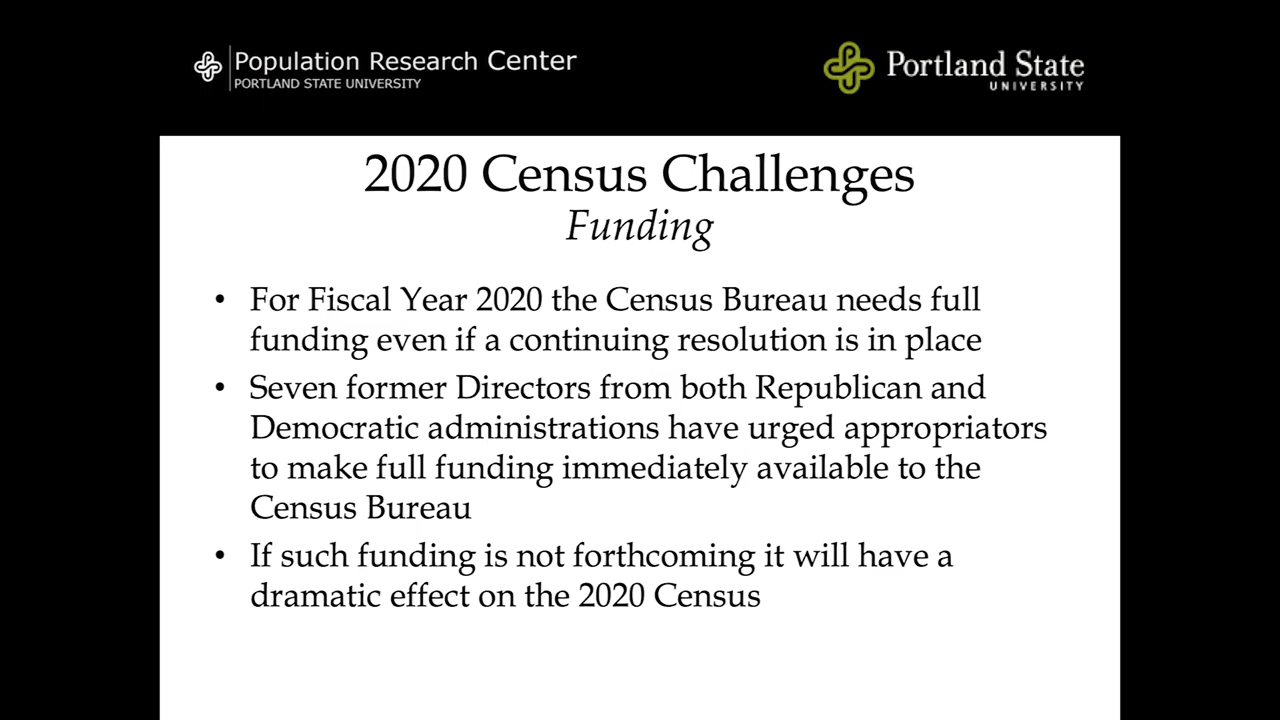 Population Research Center
PORTLAND STATE UNIVERSITY
Portland State
UNIVERSITY
2020 Census Challenges
Funding
• For Fiscal Year 2020 the Census Bureau needs full
funding even if a continuing resolution is in place
• Seven former Directors from both Republican and
Democratic administrations have urged appropriators
to make full funding immediately available to the
Census Bureau
• If such funding is not forthcoming it will have a
dramatic effect on the 2020 Census